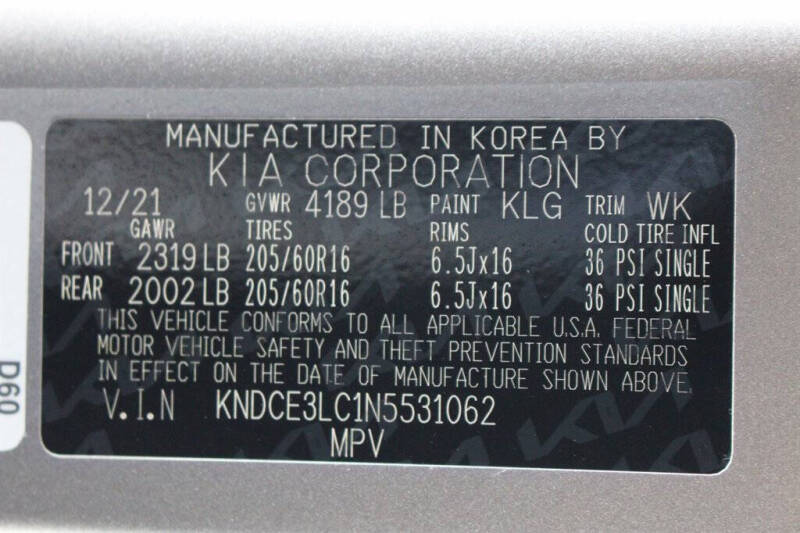 MANUFACTURED IN KOREA BY
KIA CORPORATION
12/21 GVWR 4189 LB PAINT KLG TRIM WK
GAWR TIRES RIMS COLD TIRE INFL
FRONT 2319 LB 205/60R16 6.5Jx16 36 PSI SINGLE
REAR 2002 LB 205/60R16 6.5Jx16 36 PSI SINGLE
THIS VEHICLE CONFORMS TO ALL APPLICABLE U.S.A. FEDERAL
MOTOR VEHICLE SAFETY AND THEFT PREVENTION STANDARDS
IN EFFECT ON THE DATE OF MANUFACTURE SHOWN ABOVE.
V.I.N KNDCE3LC1N5531062
MPV
D60